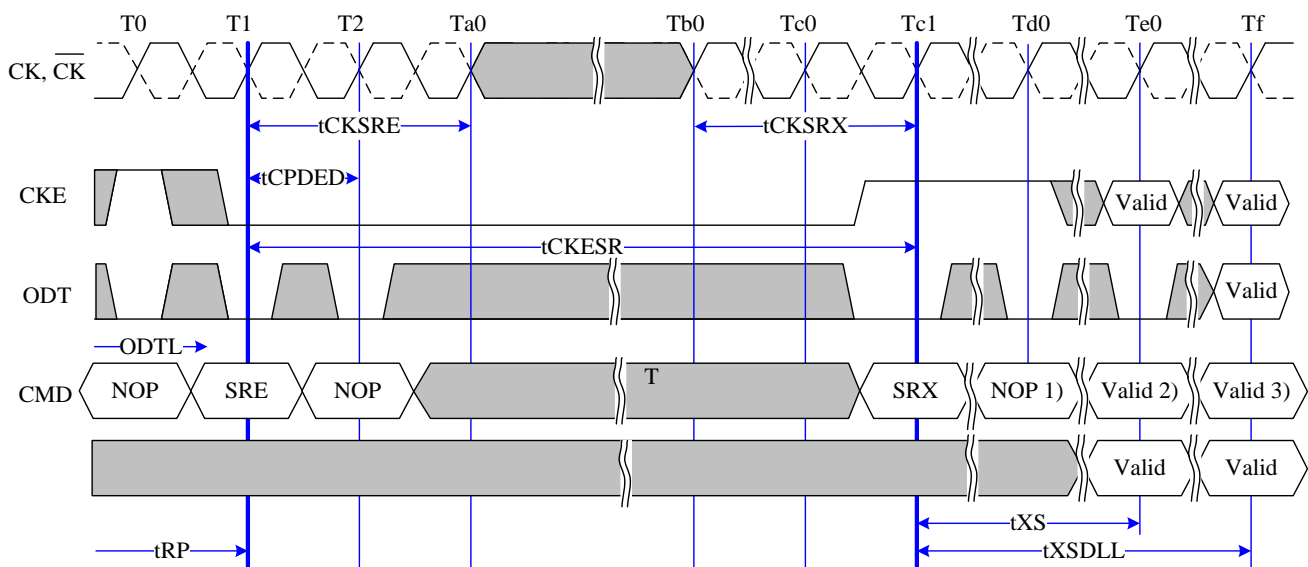 T0 T1 T2 Ta0 Tb0 Tc0 Tc1 Td0 Te0 Tf
CK, CK
tCKSRE tCKSRX
tCPDED
CKE Valid Valid
tCKESR
ODT Valid
ODTL
CMD NOP SRE NOP T SRX NOP 1) Valid 2) Valid 3)
Valid Valid
tXS
tRP tXSDLL